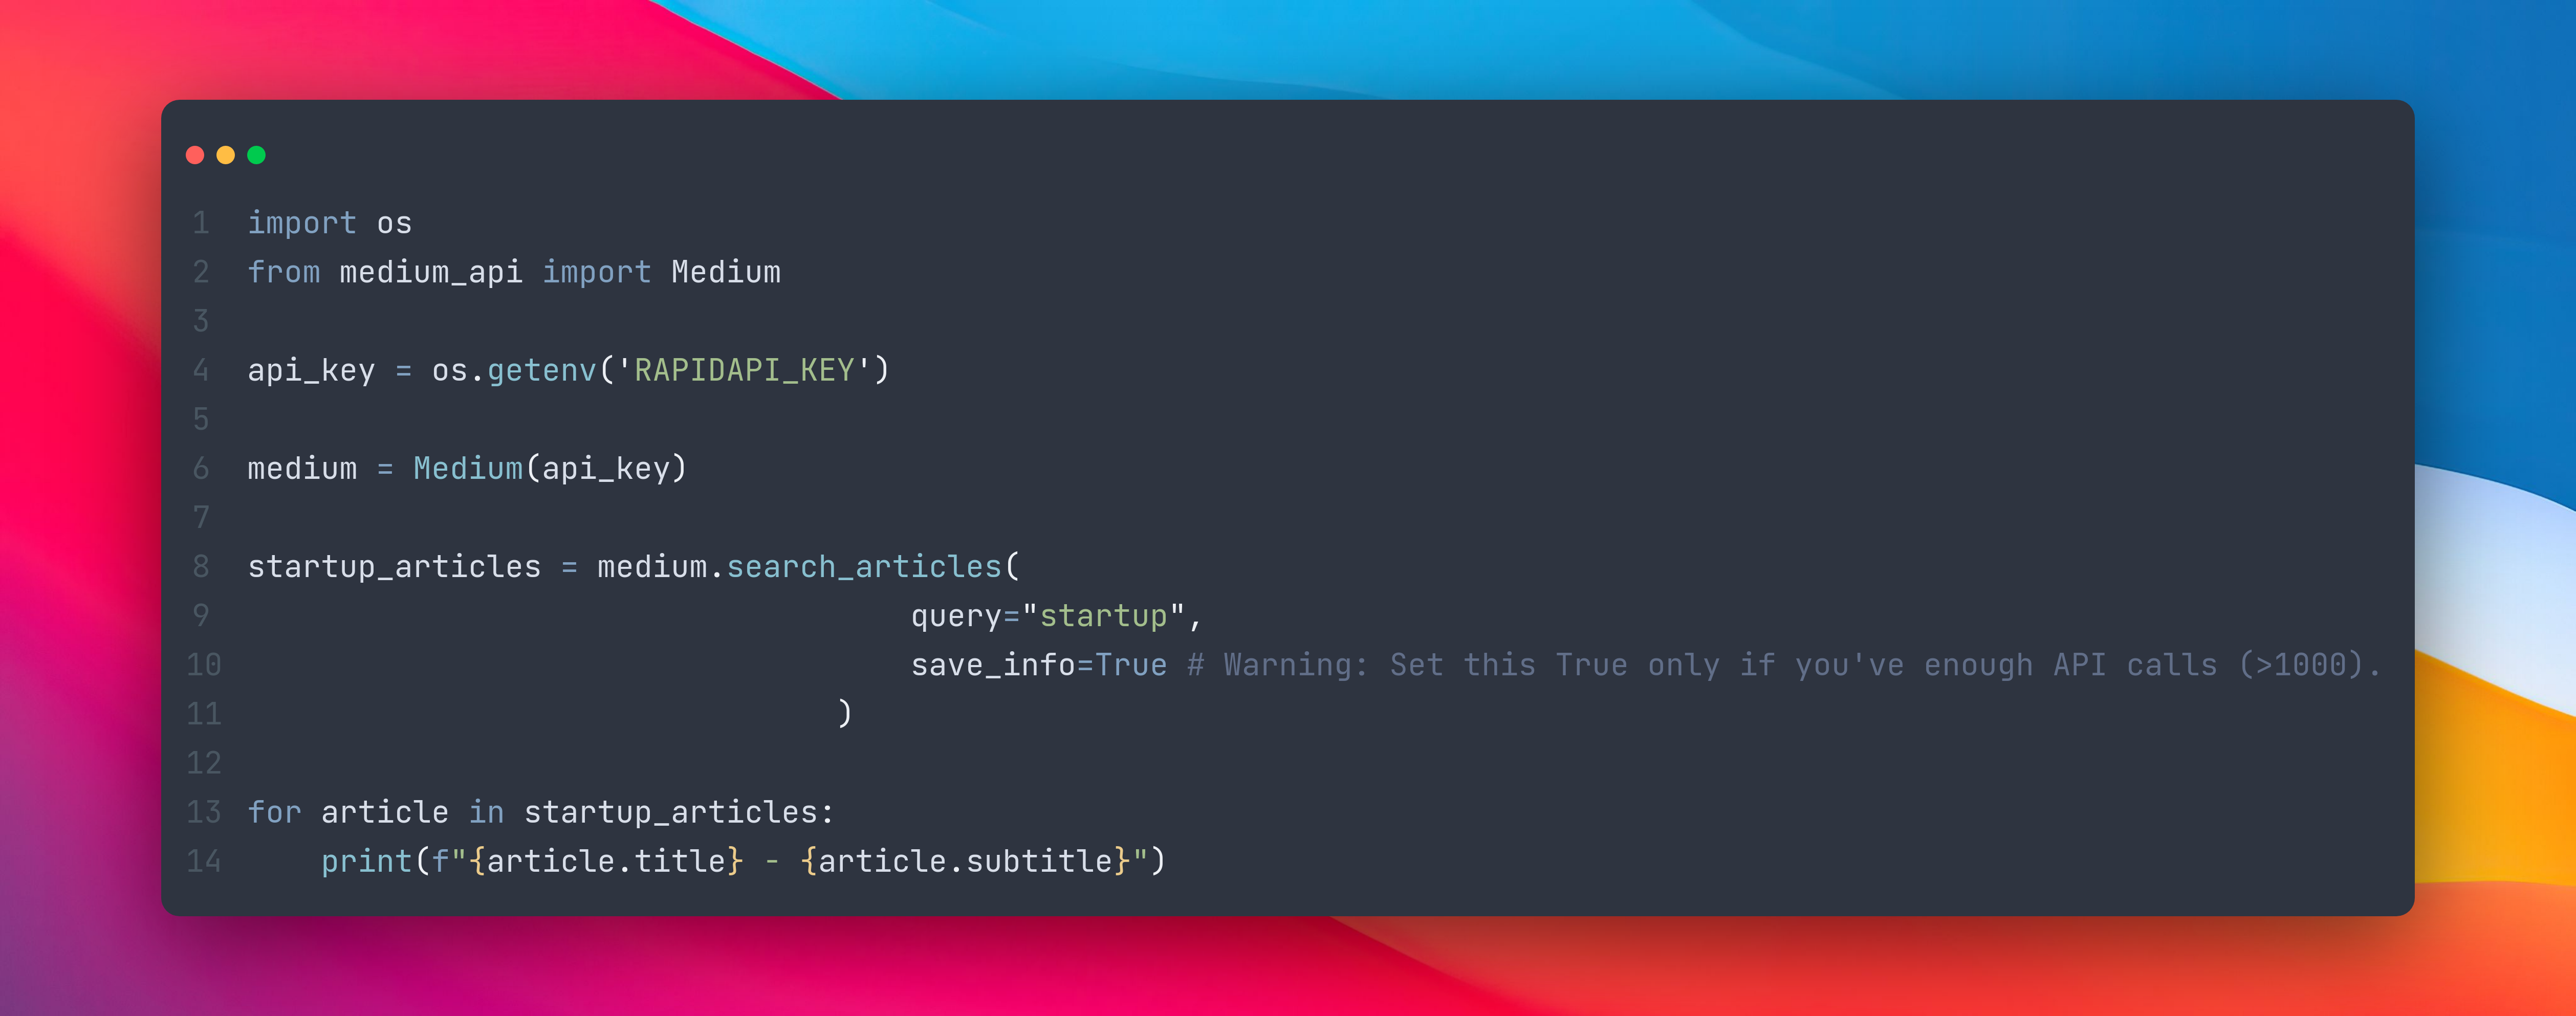 1 import os
2 from medium_api import Medium
3
4 api_key = os.getenv('RAPIDAPI_KEY')
5
6 medium = Medium(api_key)
7
8 startup_articles = medium.search_articles(
9                                     query="startup",
10                                     save_info=True # Warning: Set this True only if you've enough API calls (>1000).
11                                 )
12
13 for article in startup_articles:
14     print(f"{article.title} - {article.subtitle}")